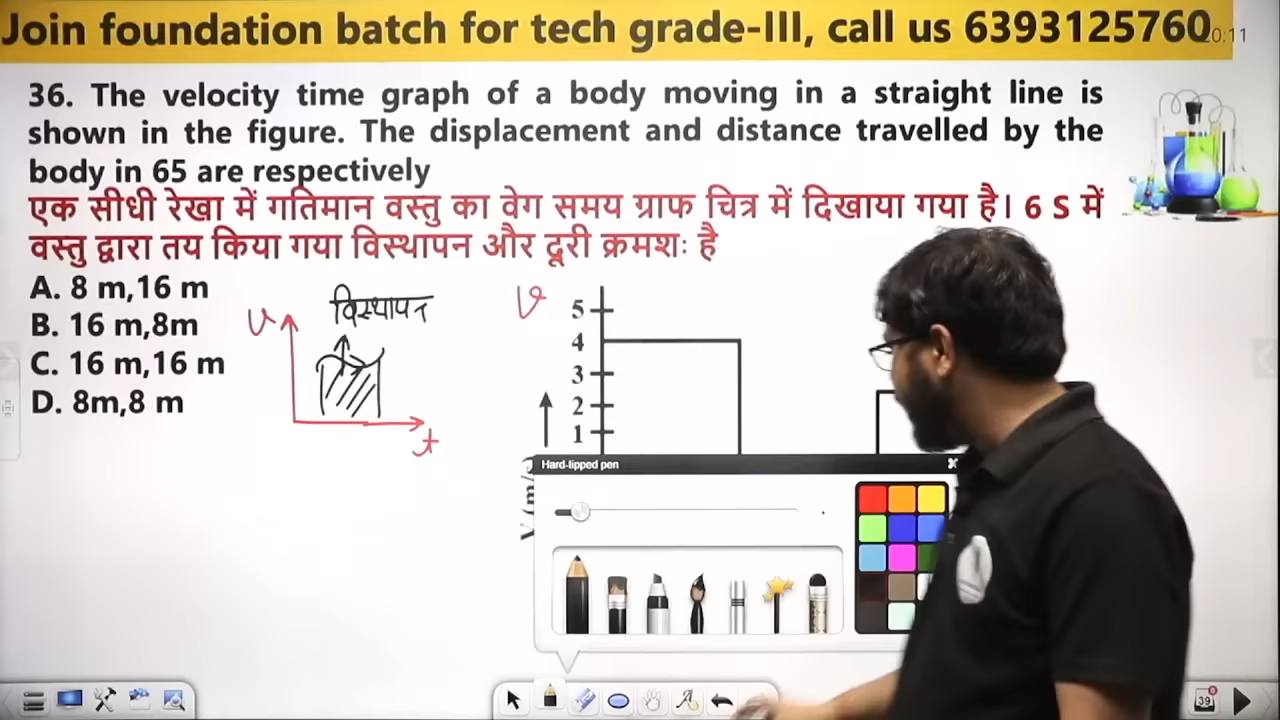 Join foundation batch for tech grade-III, call us 6393125760
20:11
36. The velocity time graph of a body moving in a straight line is
shown in the figure. The displacement and distance travelled by the
body in 65 are respectively
एक सीधी रेखा में गतिमान वस्तु का वेग समय ग्राफ चित्र में दिखाया गया है। 6 S में
वस्तु द्वारा तय किया गया विस्थापन और दूरी क्रमशः है
A. 8 m,16 m
B. 16 m,8m
C. 16 m,16 m
D. 8m,8 m
विस्थापन
v
t
v
5
4
3
2
1
Hard-tipped pen
39